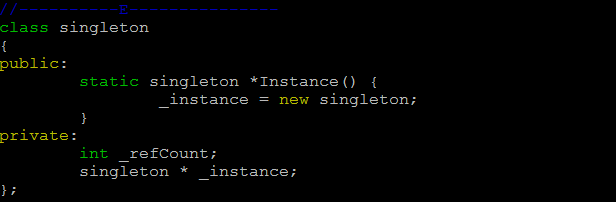 //----------E---------------
class singleton
{
public:
        static singleton *Instance() {
                _instance = new singleton;
        }
private:
        int _refCount;
        singleton * _instance;
};